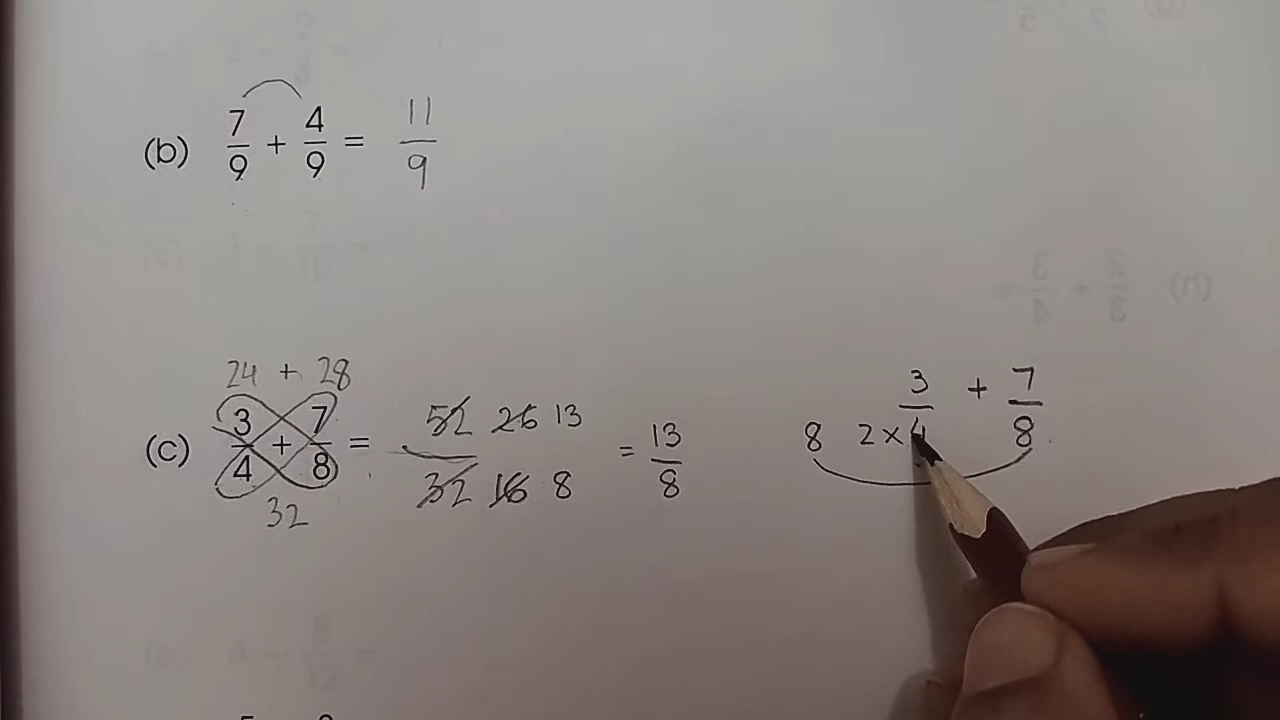 (b) 7/9 + 4/9 = 11/9
24 + 28
(c) 3/4 + 7/8 = 52/32 26/16 13/8 = 13/8
32
3/4 + 7/8
8 2×4 8